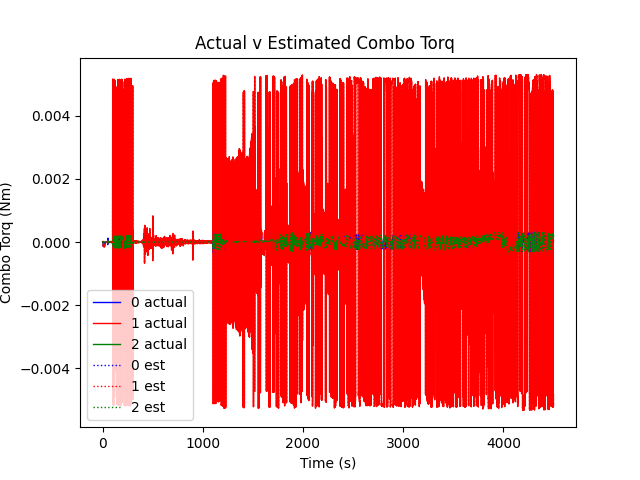 Actual v Estimated Combo Torq
Combo Torq (Nm)
0.004
0.002
0.000
−0.002
−0.004
0 actual
1 actual
2 actual
0 est
1 est
2 est
0
1000
2000
3000
4000
Time (s)